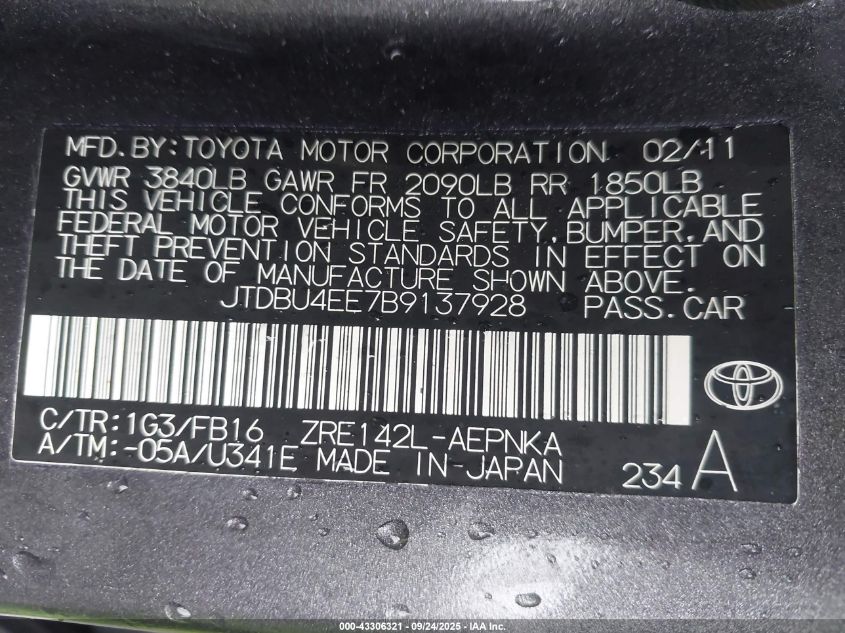 MFD.BY:TOYOTA MOTOR CORPORATION 02/11
GVWR 3840LB GAWR FR 2090LB RR 1850LB
THIS VEHICLE CONFORMS TO ALL APPLICABLE
FEDERAL MOTOR VEHICLE SAFETY,BUMPER,AND
THEFT PREVENTION STANDARDS IN EFFECT ON
THE DATE OF MANUFACTURE SHOWN ABOVE.
JTDBU4EE7B9137928 PASS.CAR
C/TR:1G3/FB16 ZRE142L-AEPNKA
A/TM:-05A/U341E MADE IN JAPAN
234 A
000-43306321 | 09/24/2025 | IAA Inc.